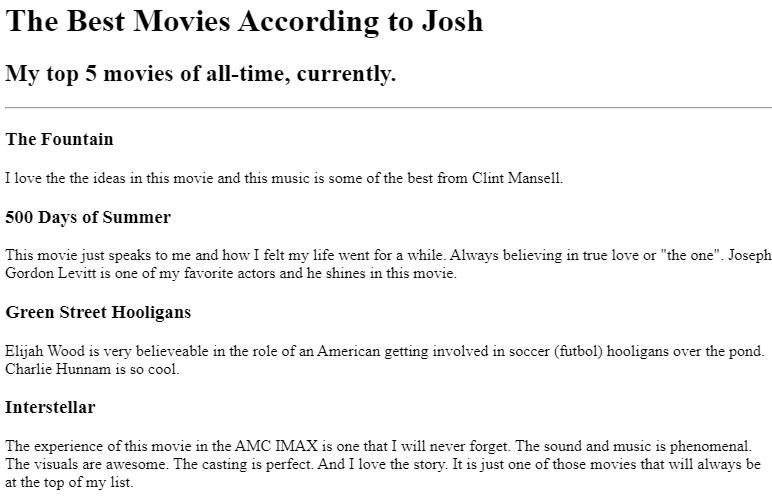 The Best Movies According to Josh
My top 5 movies of all-time, currently.
The Fountain
I love the the ideas in this movie and this music is some of the best from Clint Mansell.
500 Days of Summer
This movie just speaks to me and how I felt my life went for a while. Always believing in true love or "the one". Joseph
Gordon Levitt is one of my favorite actors and he shines in this movie.
Green Street Hooligans
Elijah Wood is very believeable in the role of an American getting involved in soccer (futbol) hooligans over the pond.
Charlie Hunnam is so cool.
Interstellar
The experience of this movie in the AMC IMAX is one that I will never forget. The sound and music is phenomenal.
The visuals are awesome. The casting is perfect. And I love the story. It is just one of those movies that will always be
at the top of my list.